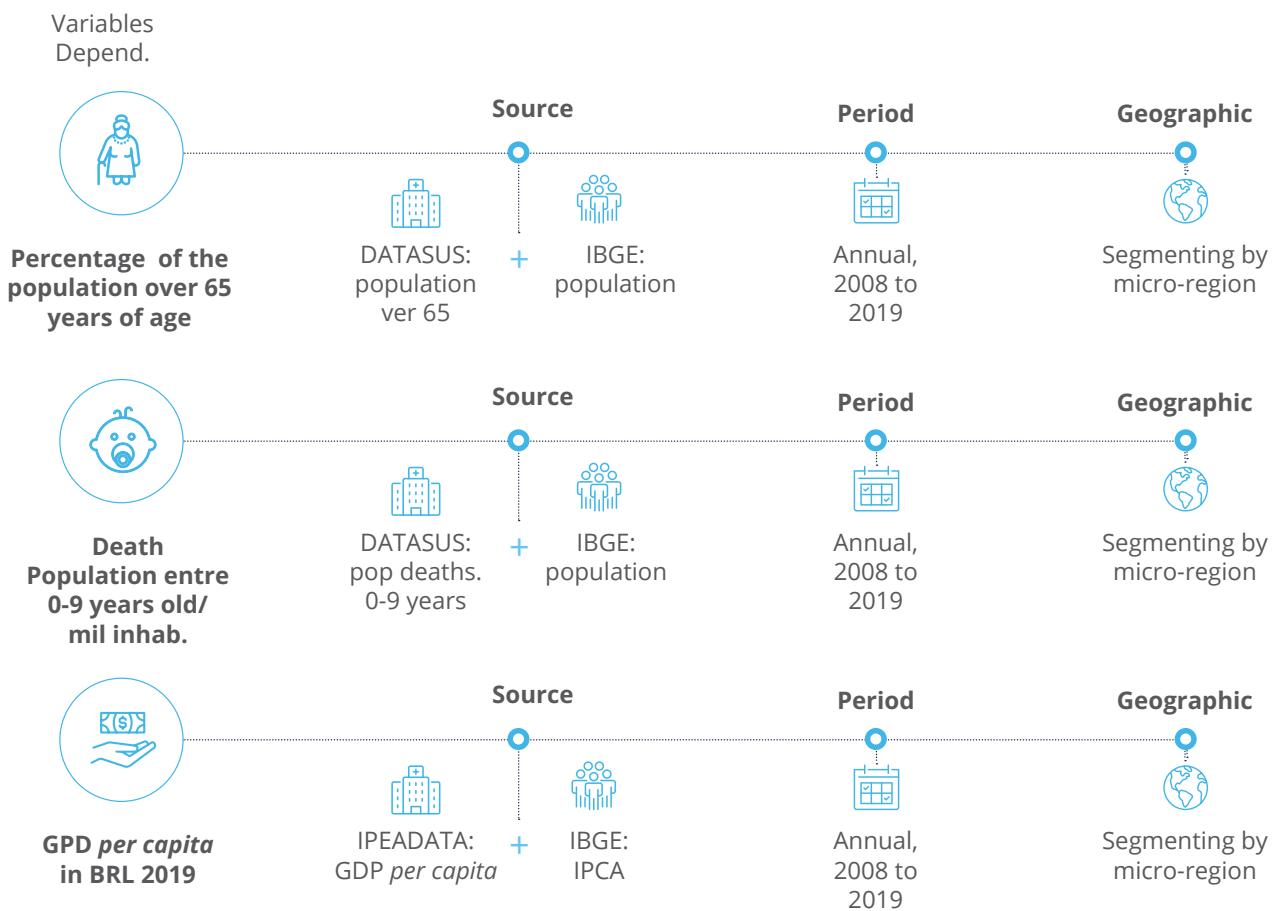 Variables
Depend.
Source
Period
Geographic
Percentage of the
population over 65
years of age
DATASUS:
population
ver 65
+
IBGE:
population
Annual,
2008 to
2019
Segmenting by
micro-region
Source
Period
Geographic
Death
Population entre
0-9 years old/
mil inhab.
DATASUS:
pop deaths.
0-9 years
+
IBGE:
population
Annual,
2008 to
2019
Segmenting by
micro-region
Source
Period
Geographic
$
GPD per capita
in BRL 2019
IPEADATA:
GDP per capita
+
IBGE:
IPCA
Annual,
2008 to
2019
Segmenting by
micro-region